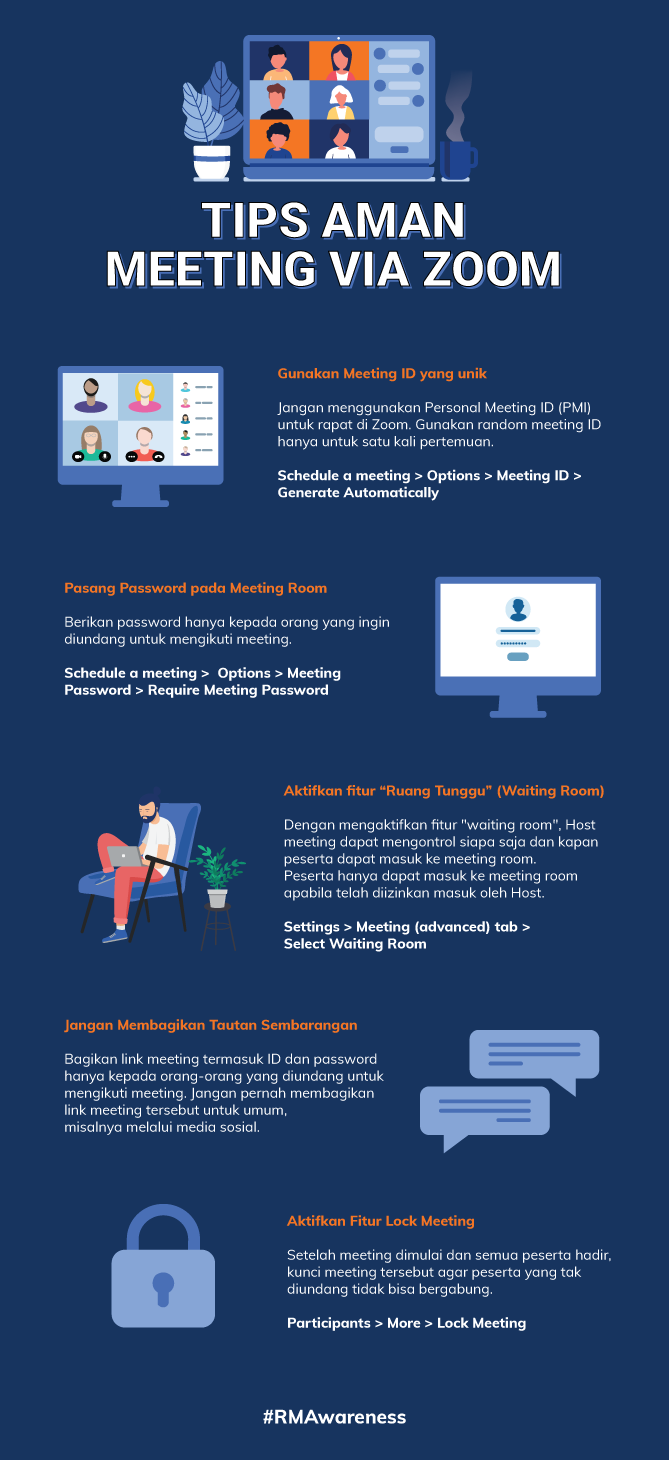 TIPS AMAN
MEETING VIA ZOOM
Gunakan Meeting ID yang unik
Jangan menggunakan Personal Meeting ID (PMI)
untuk rapat di Zoom. Gunakan random meeting ID
hanya untuk satu kali pertemuan.
Schedule a meeting > Options > Meeting ID >
Generate Automatically
Pasang Password pada Meeting Room
Berikan password hanya kepada orang yang ingin
diundang untuk mengikuti meeting.
Schedule a meeting > Options > Meeting
Password > Require Meeting Password
Aktifkan fitur “Ruang Tunggu” (Waiting Room)
Dengan mengaktifkan fitur "waiting room", Host
meeting dapat mengontrol siapa saja dan kapan
peserta dapat masuk ke meeting room.
Peserta hanya dapat masuk ke meeting room
apabila telah diizinkan masuk oleh Host.
Settings > Meeting (advanced) tab >
Select Waiting Room
Jangan Membagikan Tautan Sembarangan
Bagikan link meeting termasuk ID dan password
hanya kepada orang-orang yang diundang untuk
mengikuti meeting. Jangan pernah membagikan
link meeting tersebut untuk umum,
misalnya melalui media sosial.
Aktifkan Fitur Lock Meeting
Setelah meeting dimulai dan semua peserta hadir,
kunci meeting tersebut agar peserta yang tak
diundang tidak bisa bergabung.
Participants > More > Lock Meeting
#RMAwareness